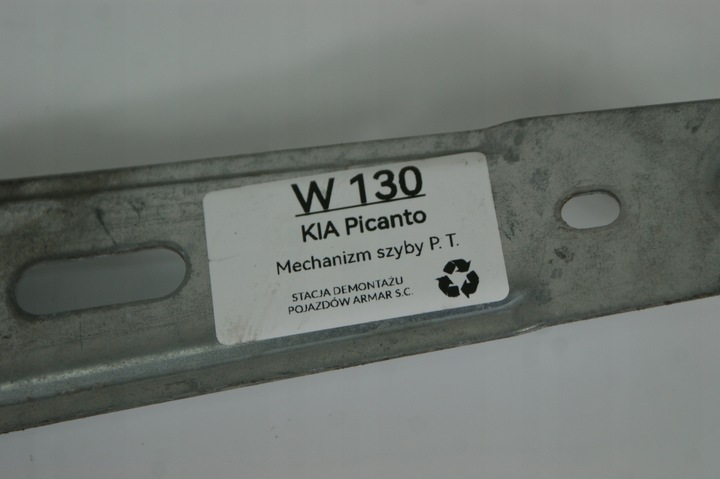 W 130
KIA Picanto
Mechanizm szyby P. T.
STACJA DEMONTAŻU
POJAZDÓW ARMAR S.C.